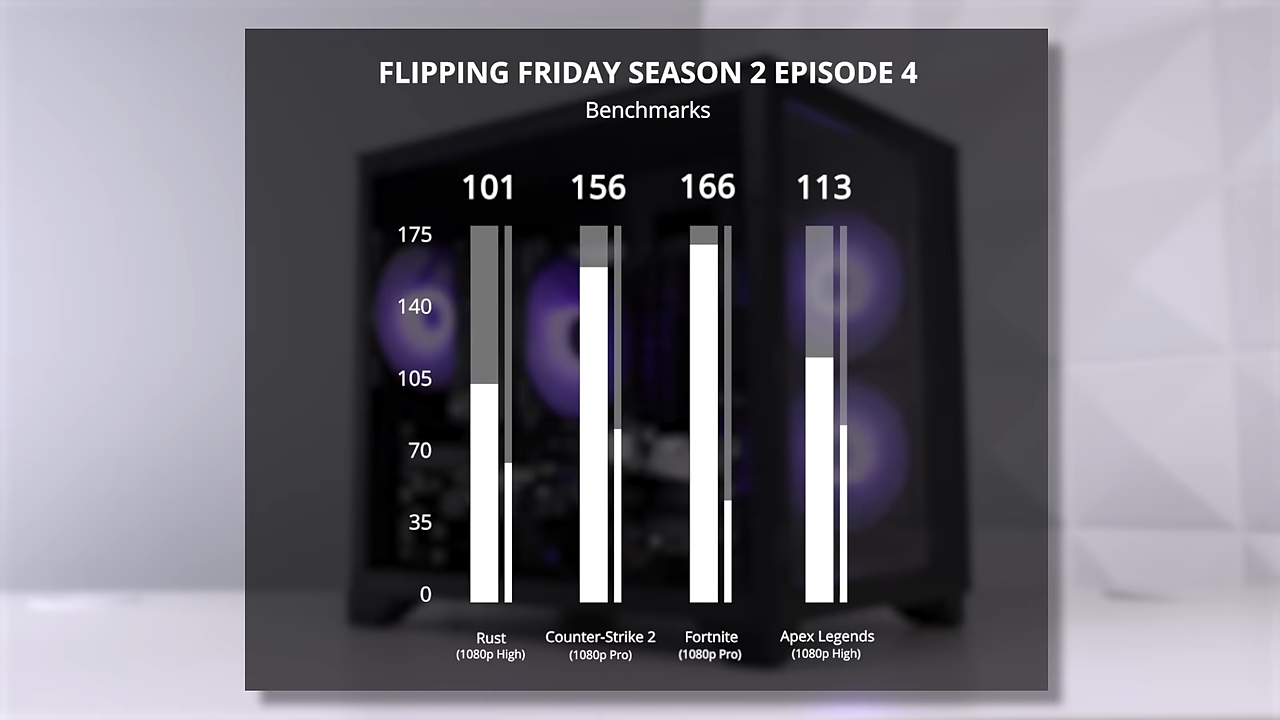 FLIPPING FRIDAY SEASON 2 EPISODE 4
Benchmarks
101 156 166 113
175
140
105
70
35
0
Rust Counter-Strike 2 Fortnite Apex Legends
(1080p High) (1080p Pro) (1080p Pro) (1080p High)